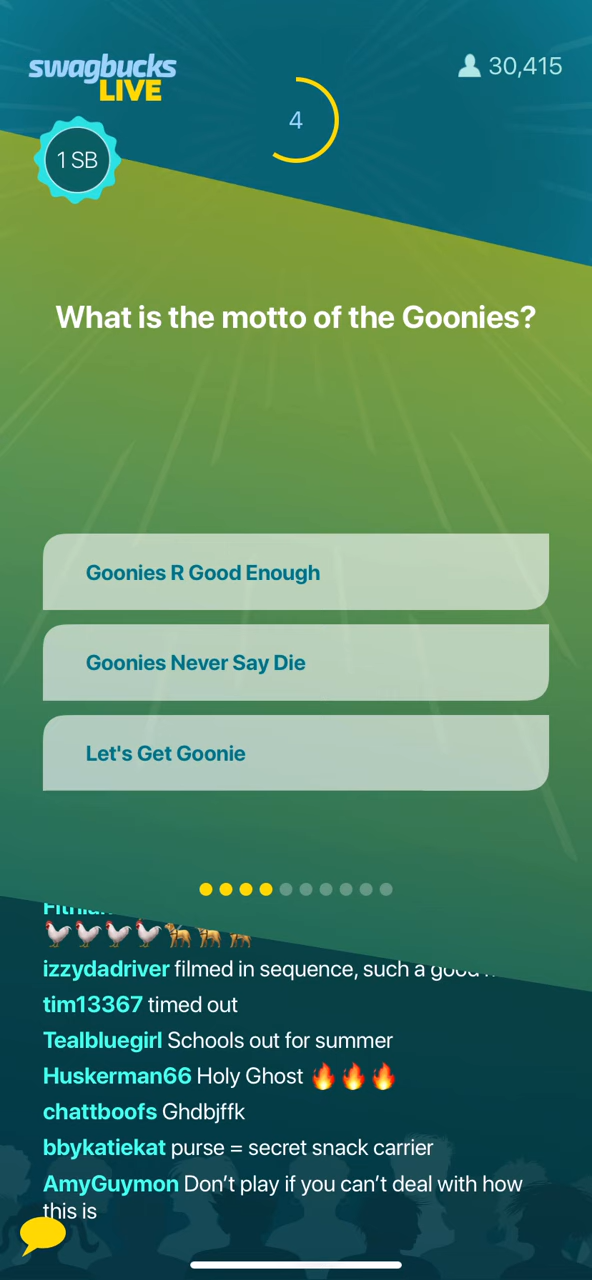 swagbucks
LIVE
30,415
4
1 SB
What is the motto of the Goonies?
Goonies R Good Enough
Goonies Never Say Die
Let's Get Goonie
🐓🐓🐓🐓🐕‍🦺🐕‍🦺🐕‍🦺
izzydadriver filmed in sequence, such a good
tim13367 timed out
Tealbluegirl Schools out for summer
Huskerman66 Holy Ghost 🔥🔥🔥
chattboofs Ghdbjffk
bbykatiekat purse = secret snack carrier
AmyGuymon Don’t play if you can’t deal with how
this is